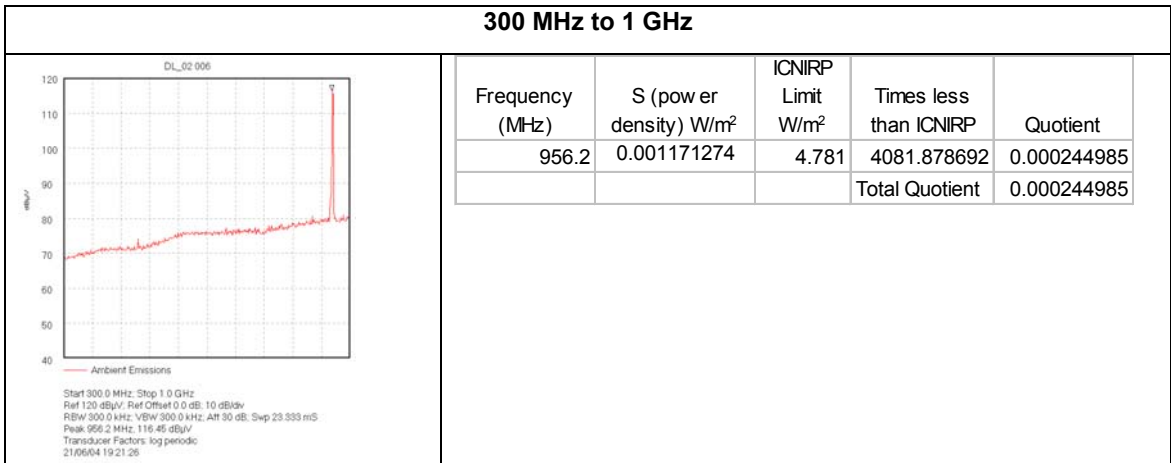 300 MHz to 1 GHz
DL_02 006
120
110
100
90
80
70
60
50
40
dBµV
Ambient Emissions
Start 300.0 MHz; Stop 1.0 GHz
Ref 120 dBµV; Ref Offset 0.0 dB; 10 dB/div
RBW 300.0 kHz; VBW 300.0 kHz; Att 30 dB; Swp 23.333 mS
Peak 956.2 MHz, 116.45 dBµV
Transducer Factors: log periodic
21/06/04 19:21:26
Frequency (MHz) S (pow er density) W/m² ICNIRP Limit W/m² Times less than ICNIRP Quotient
956.2 0.001171274 4.781 4081.878692 0.000244985
Total Quotient 0.000244985